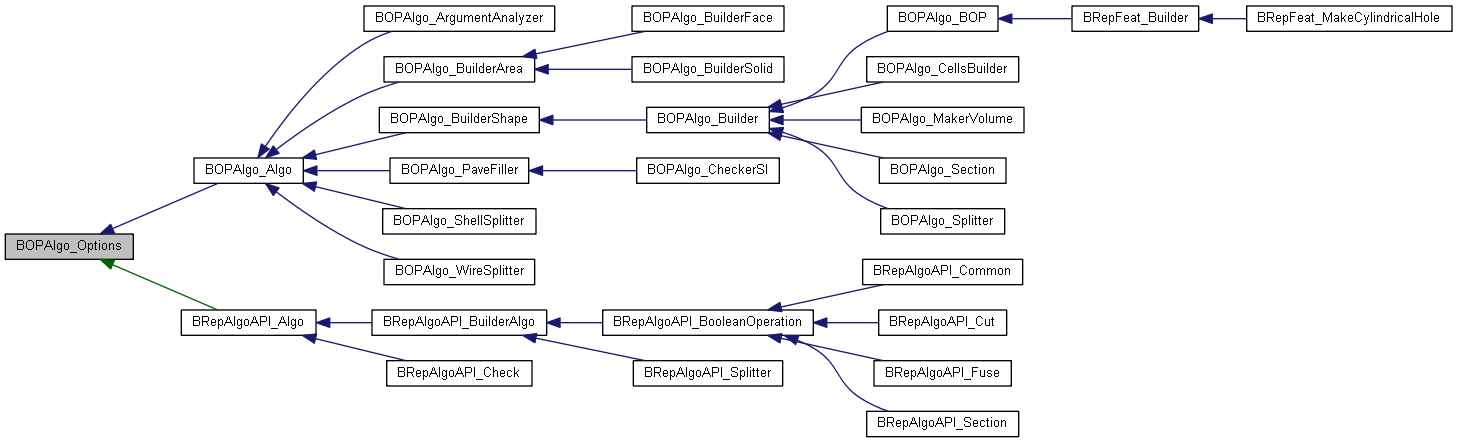 BOPAlgo_ArgumentAnalyzer
BOPAlgo_BuilderFace
BOPAlgo_BOP
BRepFeat_Builder
BRepFeat_MakeCylindricalHole
BOPAlgo_BuilderArea
BOPAlgo_BuilderSolid
BOPAlgo_CellsBuilder
BOPAlgo_BuilderShape
BOPAlgo_Builder
BOPAlgo_MakerVolume
BOPAlgo_Algo
BOPAlgo_PaveFiller
BOPAlgo_CheckerSI
BOPAlgo_Section
BOPAlgo_ShellSplitter
BOPAlgo_Splitter
BOPAlgo_Options
BOPAlgo_WireSplitter
BRepAlgoAPI_Common
BRepAlgoAPI_Algo
BRepAlgoAPI_BuilderAlgo
BRepAlgoAPI_BooleanOperation
BRepAlgoAPI_Cut
BRepAlgoAPI_Check
BRepAlgoAPI_Splitter
BRepAlgoAPI_Fuse
BRepAlgoAPI_Section